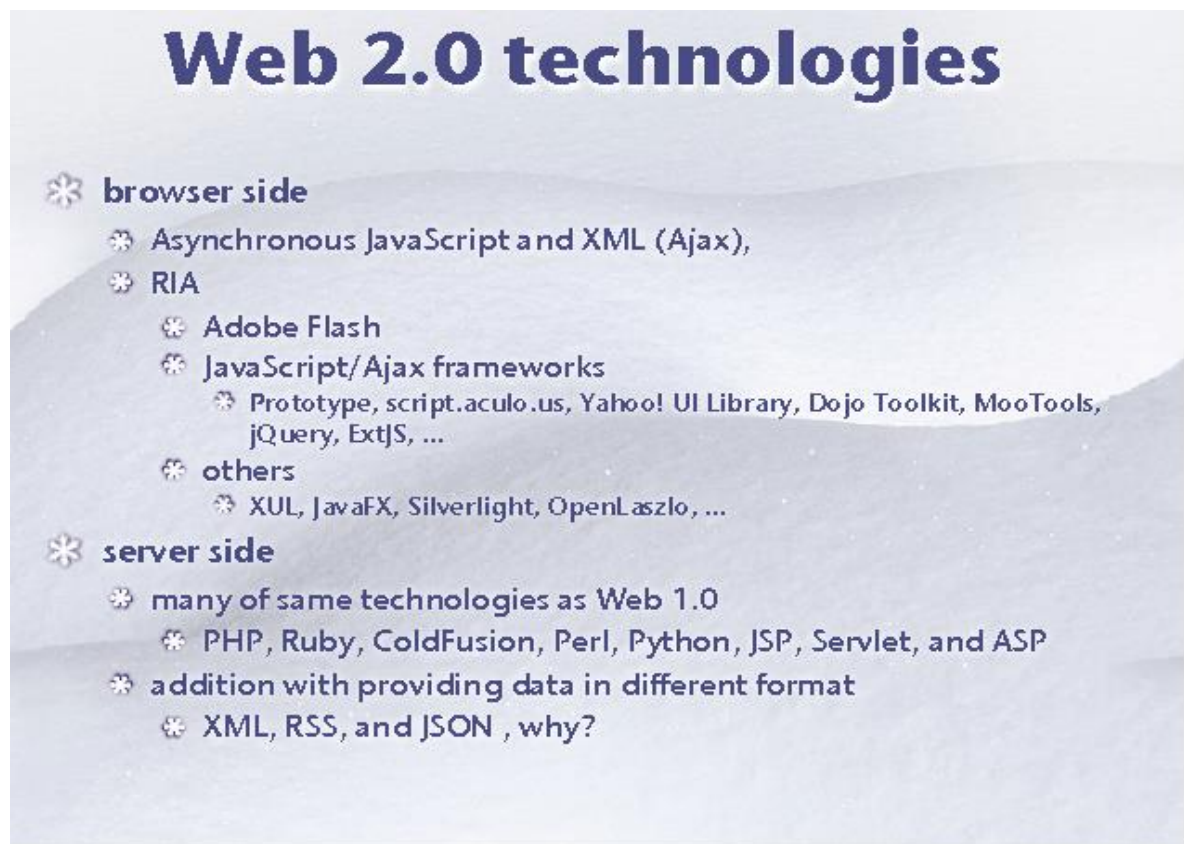 Web 2.0 technologies
browser side
Asynchronous JavaScript and XML (Ajax),
RIA
Adobe Flash
JavaScript/Ajax frameworks
Prototype, script.aculo.us, Yahoo! UI Library, Dojo Toolkit, MooTools,
jQuery, ExtJS, ...
others
XUL, JavaFX, Silverlight, OpenLaszlo, ...
server side
many of same technologies as Web 1.0
PHP, Ruby, ColdFusion, Perl, Python, JSP, Servlet, and ASP
addition with providing data in different format
XML, RSS, and JSON , why?